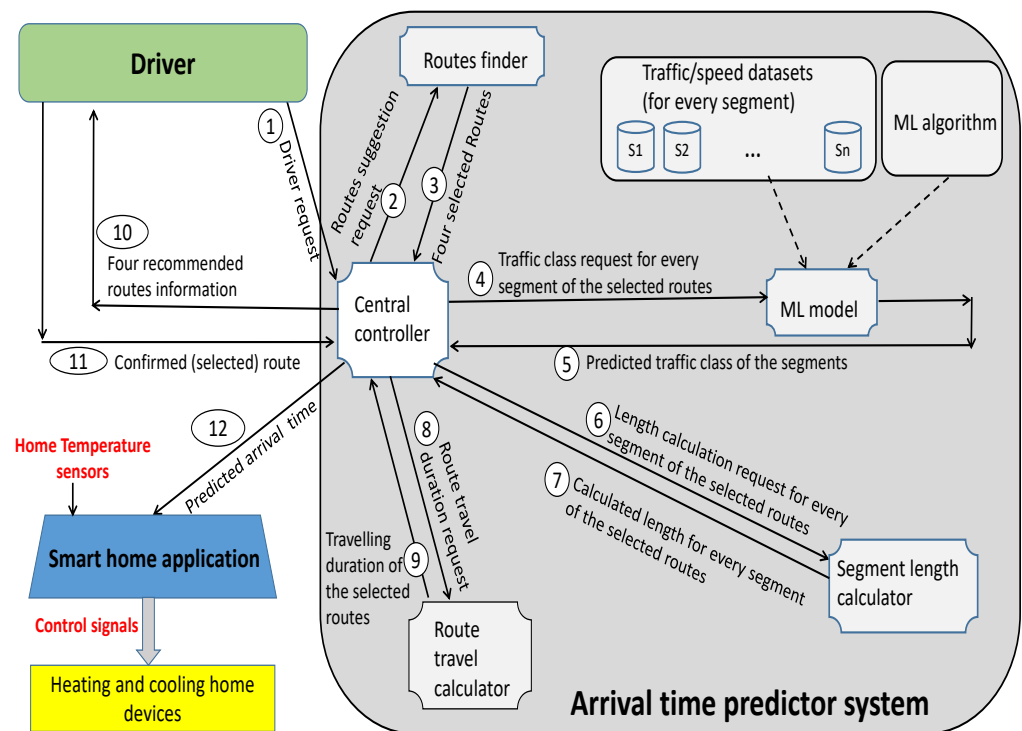 Driver
Routes finder
Traffic/speed datasets
(for every segment)
S1
S2
...
Sn
ML algorithm
1
Driver request
Routes suggestion
request
2
3
Four selected Routes
10
Four recommended
routes information
Central
controller
4
Traffic class request for every
segment of the selected routes
ML model
11
Confirmed (selected) route
5
Predicted traffic class of the segments
12
Predicted arrival time
Home Temperature
sensors
8
Route travel
duration request
6
Length calculation request for every
segment of the selected routes
7
Calculated length for every segment
of the selected routes
Smart home application
Travelling
duration of
the selected
routes
9
Segment length
calculator
Control signals
Route
travel
calculator
Heating and cooling home
devices
Arrival time predictor system